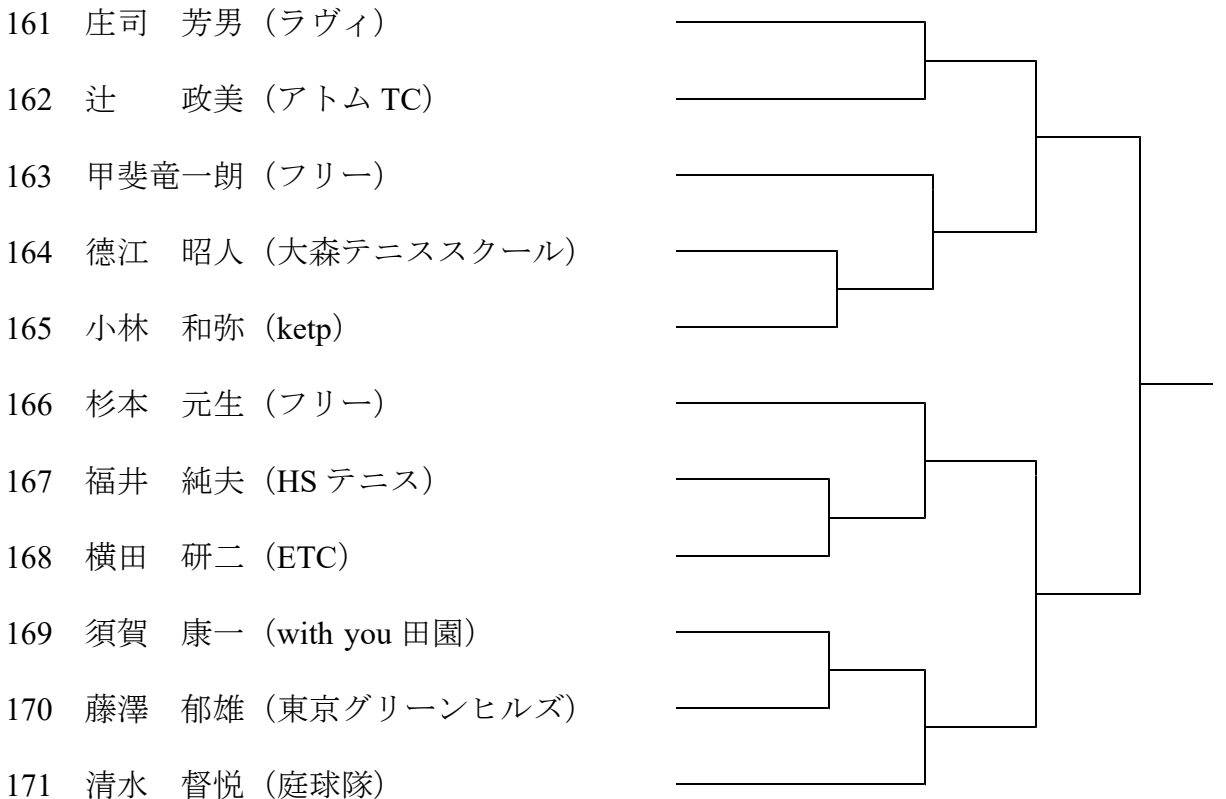 161 庄司 芳男（ラヴィ）
162 辻 政美（アトム TC）
163 甲斐竜一朗（フリー）
164 德江 昭人（大森テニススクール）
165 小林 和弥（ketp）
166 杉本 元生（フリー）
167 福井 純夫（HS テニス）
168 横田 研二（ETC）
169 須賀 康一（with you 田園）
170 藤澤 郁雄（東京グリーンヒルズ）
171 清水 督悦（庭球隊）